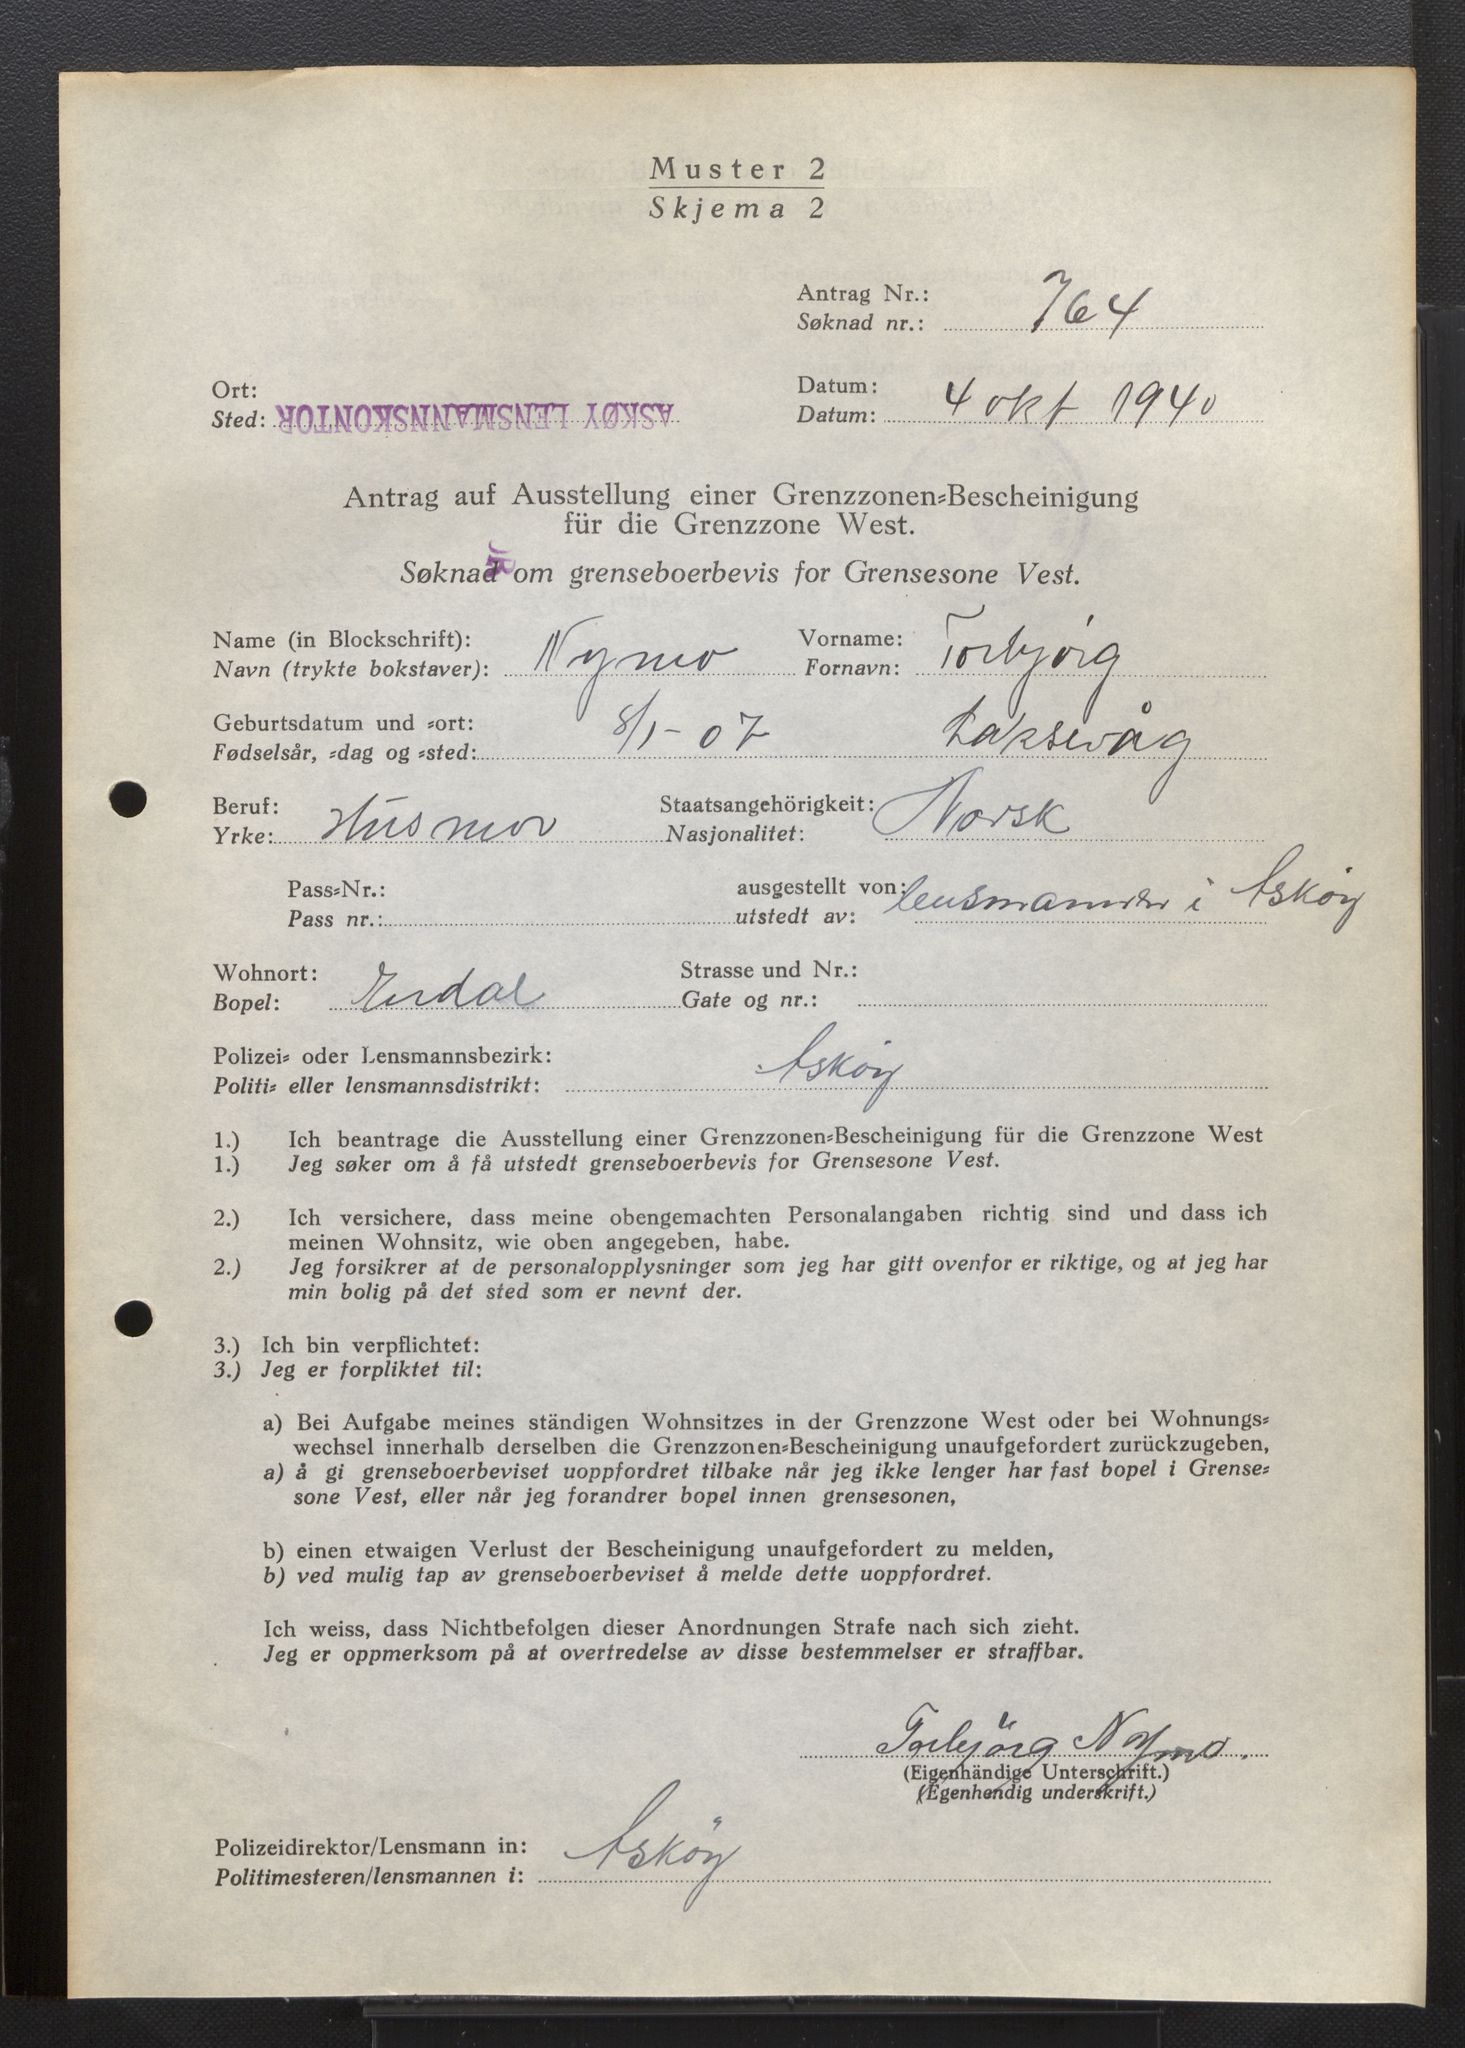 Muster 2
Skjema 2
Antrag Nr.:
Søknad nr.: 764
Ort:
Sted: ASKØY LENSMANNSKONTOR
Datum:
Datum: 4 okt 1940
Antrag auf Ausstellung einer Grenzzonen-Bescheinigung
für die Grenzzone West.
Søknad om grenseboerbevis for Grensesone Vest.
Name (in Blockschrift):
Navn (trykte bokstaver): Nymo
Vorname:
Fornavn: Torbjørg
Geburtsdatum und -ort:
Fødselsår, -dag og -sted: 8/1-07 Laksevåg
Beruf:
Yrke: Husmor
Staatsangehörigkeit:
Nasjonalitet: Norsk
Pass-Nr.:
Pass nr.:
ausgestellt von:
utstedt av: lensmannen i Askøy
Wohnort:
Bopel: Erdal
Strasse und Nr.:
Gate og nr.:
Polizei- oder Lensmannsbezirk:
Politi- eller lensmannsdistrikt: Askøy
1.) Ich beantrage die Ausstellung einer Grenzzonen-Bescheinigung für die Grenzzone West
1.) Jeg søker om å få utstedt grenseboerbevis for Grensesone Vest.
2.) Ich versichere, dass meine obengemachten Personalangaben richtig sind und dass ich
meinen Wohnsitz, wie oben angegeben, habe.
2.) Jeg forsikrer at de personalopplysninger som jeg har gitt ovenfor er riktige, og at jeg har
min bolig på det sted som er nevnt der.
3.) Ich bin verpflichtet:
3.) Jeg er forpliktet til:
a) Bei Aufgabe meines ständigen Wohnsitzes in der Grenzzone West oder bei Wohnungs-
wechsel innerhalb derselben die Grenzzonen-Bescheinigung unaufgefordert zurückzugeben,
a) å gi grenseboerbeviset uoppfordret tilbake når jeg ikke lenger har fast bopel i Grense-
sone Vest, eller når jeg forandrer bopel innen grensesonen,
b) einen etwaigen Verlust der Bescheinigung unaufgefordert zu melden,
b) ved mulig tap av grenseboerbeviset å melde dette uoppfordret.
Ich weiss, dass Nichtbefolgen dieser Anordnungen Strafe nach sich zieht.
Jeg er oppmerksom på at overtredelse av disse bestemmelser er straffbar.
Torbjörg Nymo.
(Eigenhändige Unterschrift.)
(Egenhendig underskrift.)
Polizeidirektor/Lensmann in:
Politimesteren/lensmannen i: Asköy